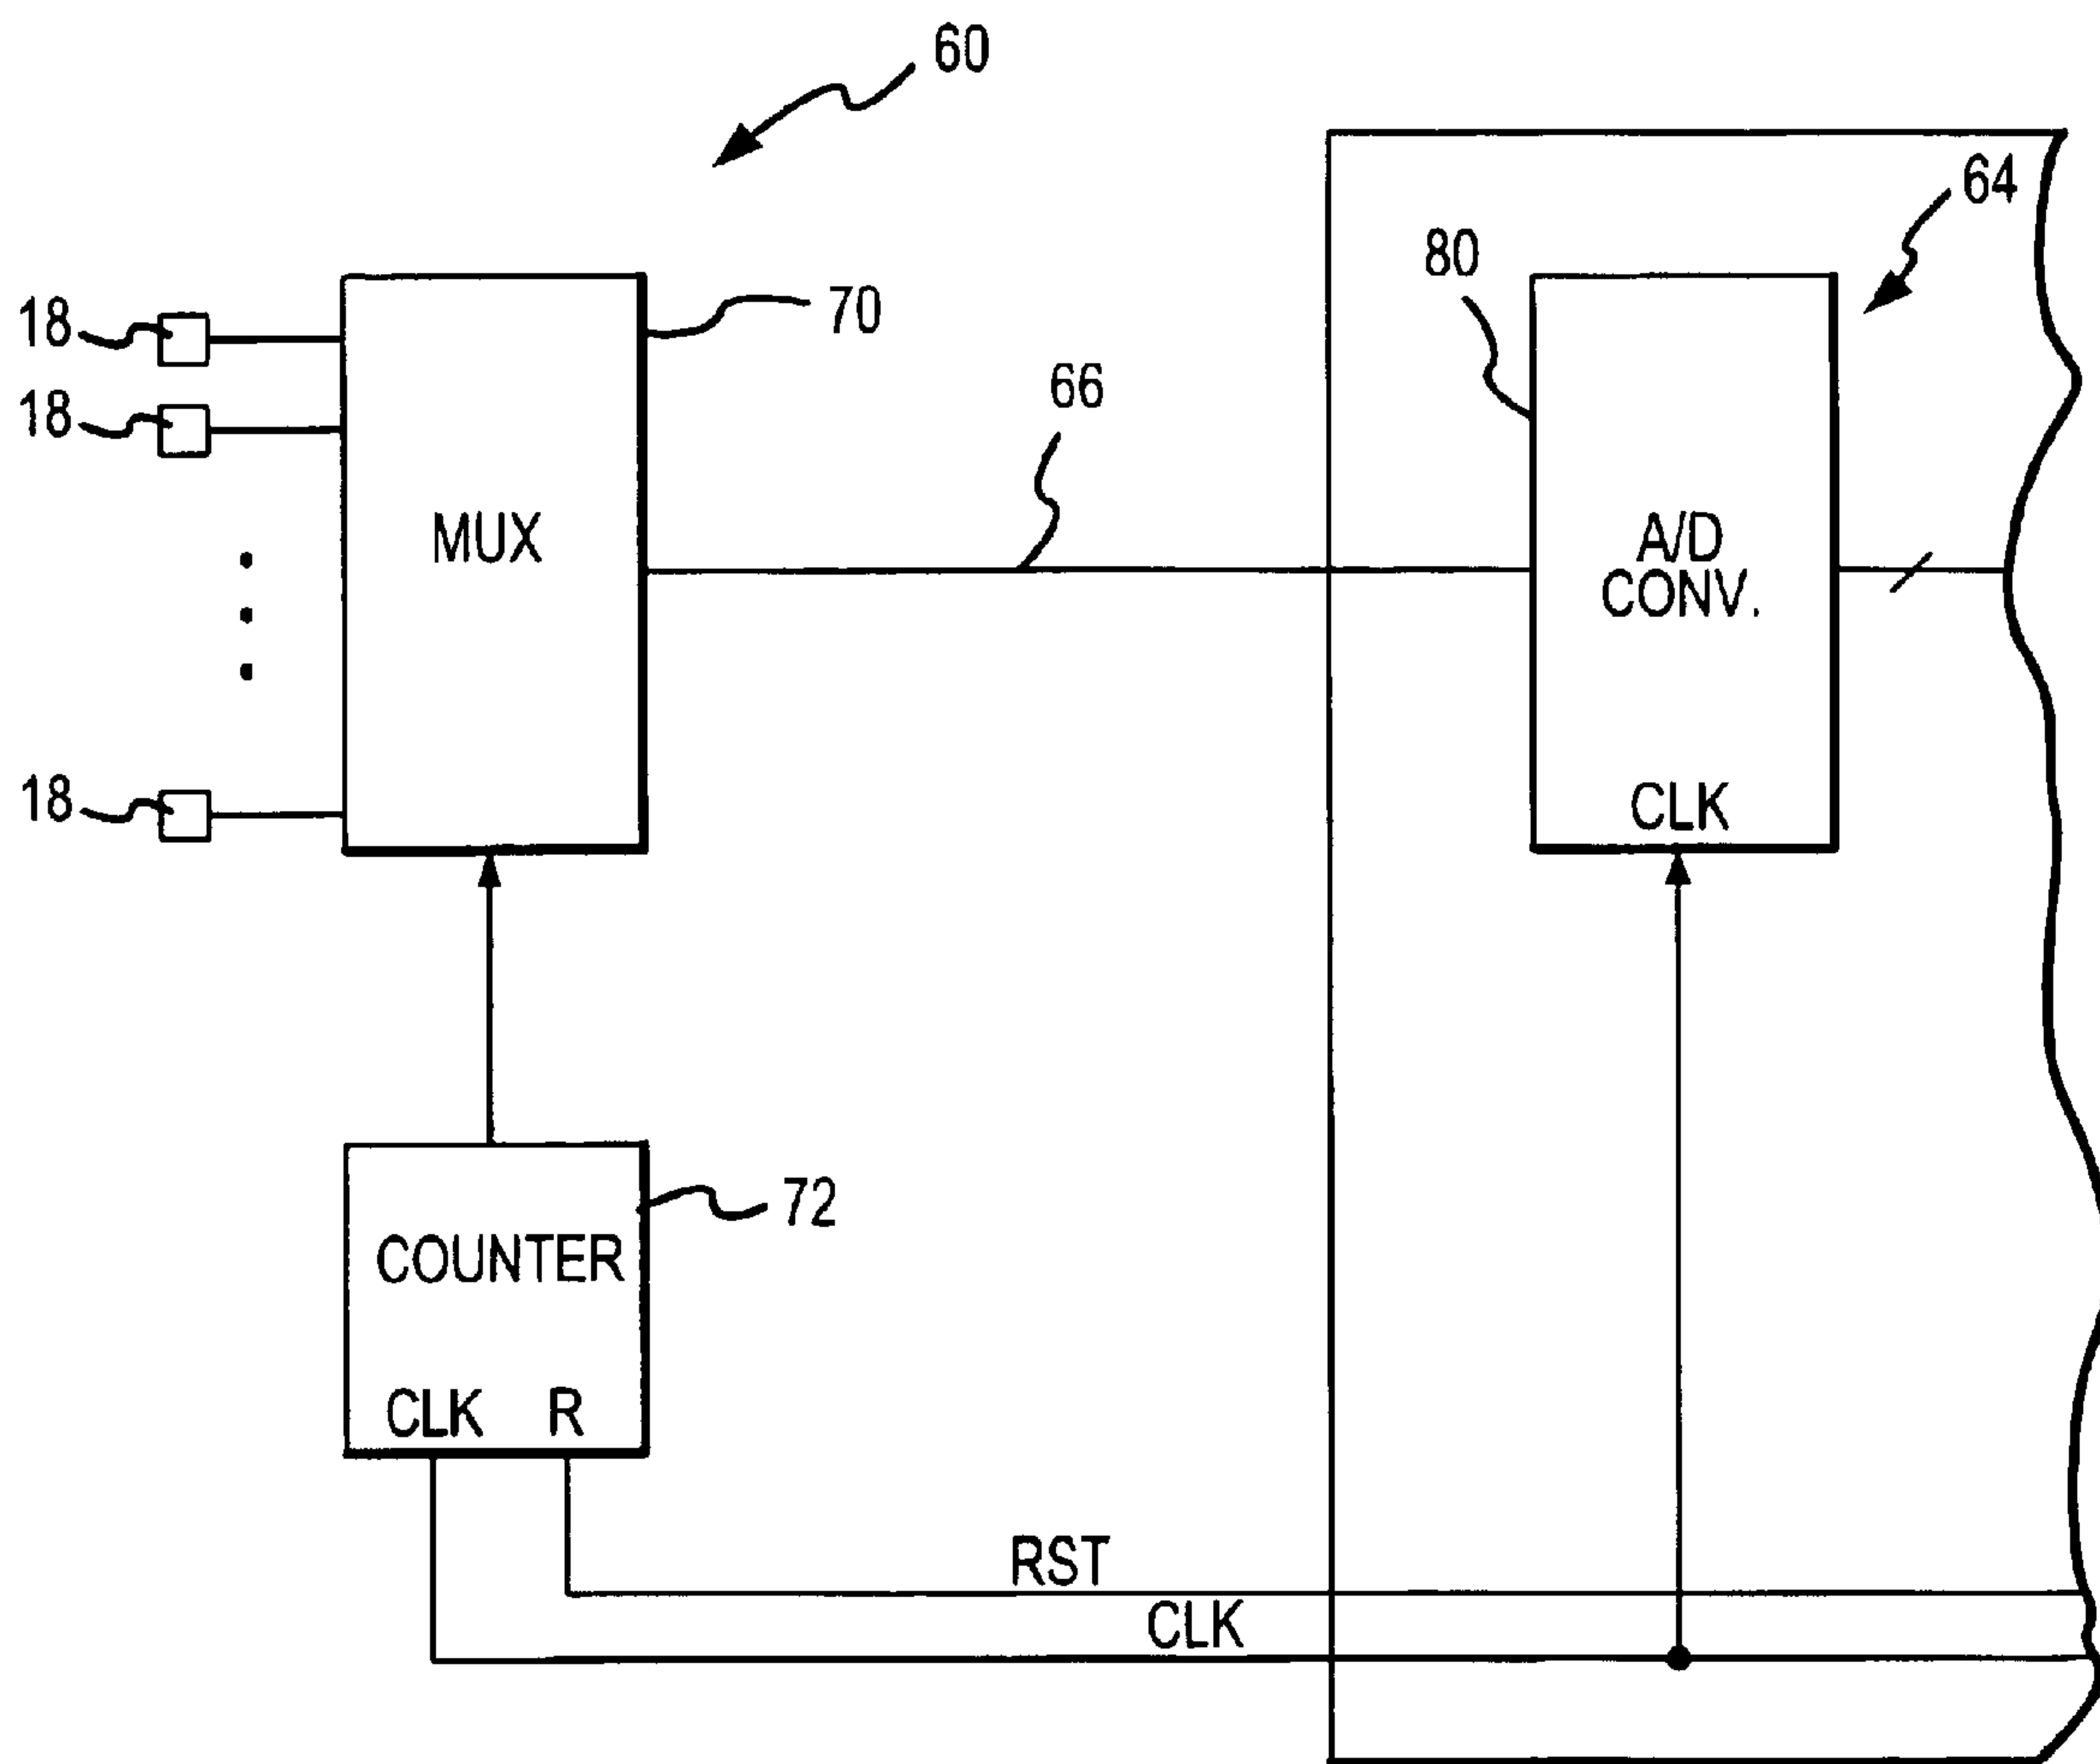 60
64
80
18
70
18
66
MUX
A/D
CONV.
18
CLK
72
COUNTER
CLK R
RST
CLK